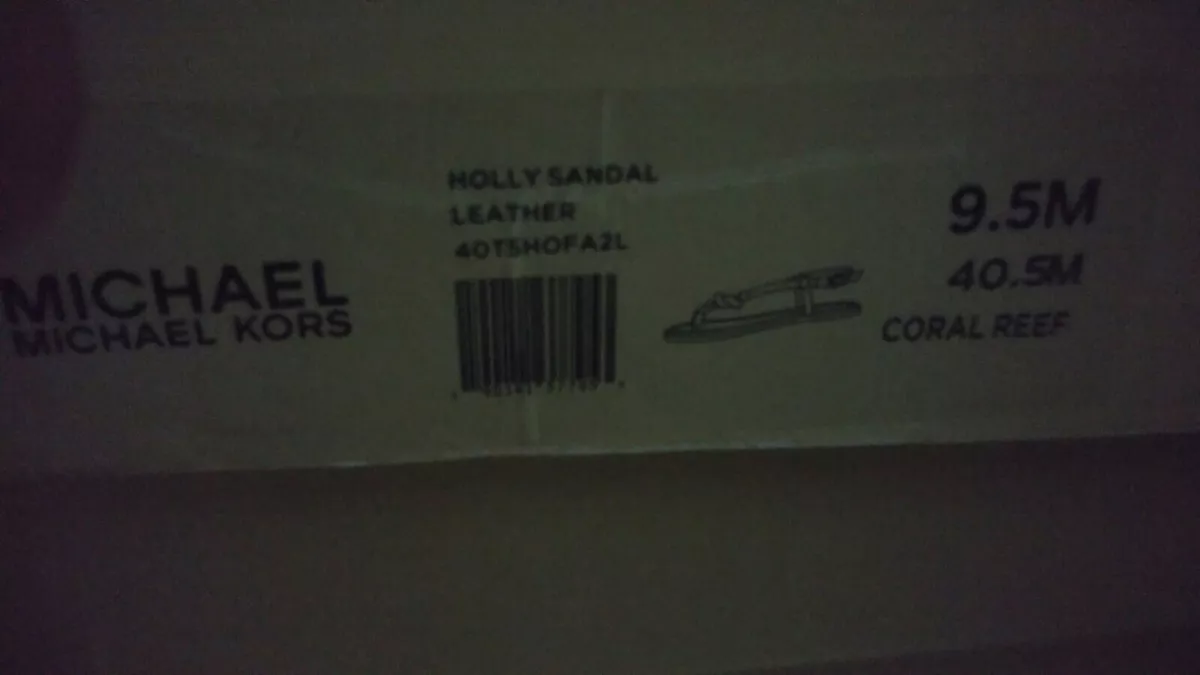 MICHAEL
MICHAEL KORS
HOLLY SANDAL
LEATHER
40T5HOFA2L
9.5M
40.5M
CORAL REEF